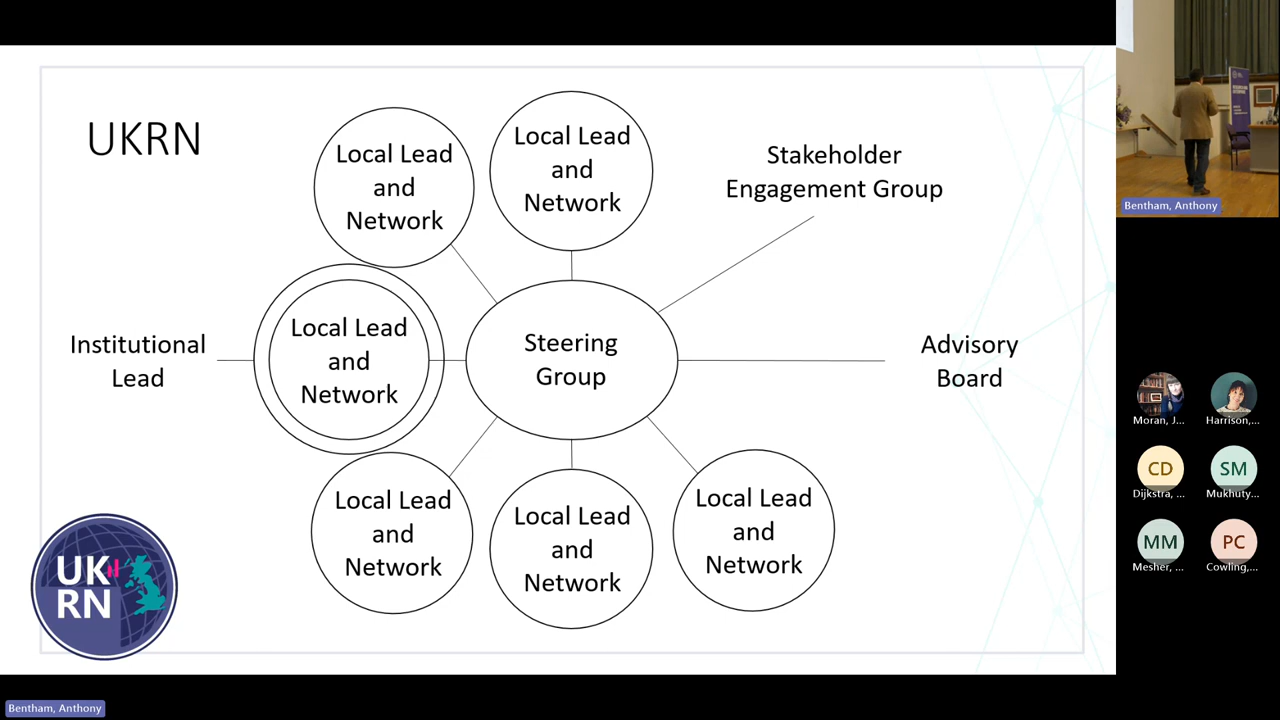 UKRN
Local Lead
and
Network
Local Lead
and
Network
Stakeholder
Engagement Group
Institutional
Lead
Local Lead
and
Network
Steering
Group
Advisory
Board
Local Lead
and
Network
Local Lead
and
Network
Local Lead
and
Network
UK
RN
Bentham, Anthony
Bentham, Anthony
Moran, J...
Harrison,...
CD
SM
Dijkstra, ...
Mukhuty...
MM
PC
Mesher, ...
Cowling,...